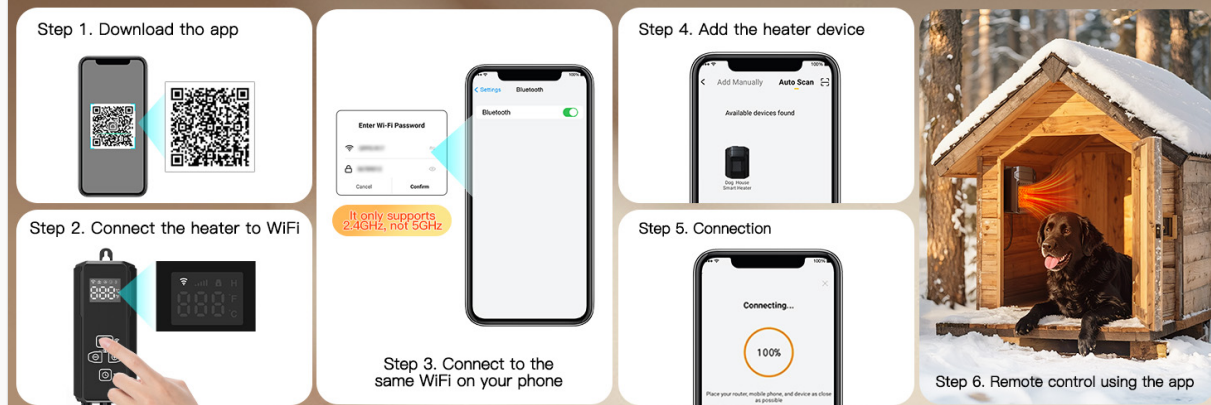 Step 1. Download tho app
Step 2. Connect the heater to WiFi
888
H
F
C
Enter Wi-Fi Password
Cancel Confirm
It only supports
2.4GHz, not 5GHz
100%
Settings Bluetooth
Bluetooth
Step 3. Connect to the
same WiFi on your phone
Step 4. Add the heater device
100%
Add Manually Auto Scan
Available devices found
Dog House
Smart Heater
Step 5. Connection
100%
Connecting...
100%
Place your router, mobile phone, and device as close
as possible
Step 6. Remote control using the app